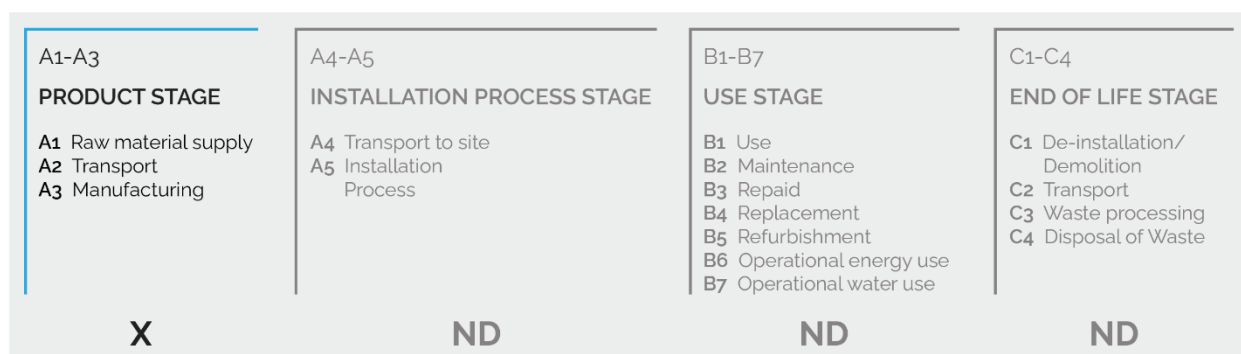 A1-A3
PRODUCT STAGE
A1 Raw material supply
A2 Transport
A3 Manufacturing
X
A4-A5
INSTALLATION PROCESS STAGE
A4 Transport to site
A5 Installation
Process
ND
B1-B7
USE STAGE
B1 Use
B2 Maintenance
B3 Repaid
B4 Replacement
B5 Refurbishment
B6 Operational energy use
B7 Operational water use
ND
C1-C4
END OF LIFE STAGE
C1 De-installation/
Demolition
C2 Transport
C3 Waste processing
C4 Disposal of Waste
ND